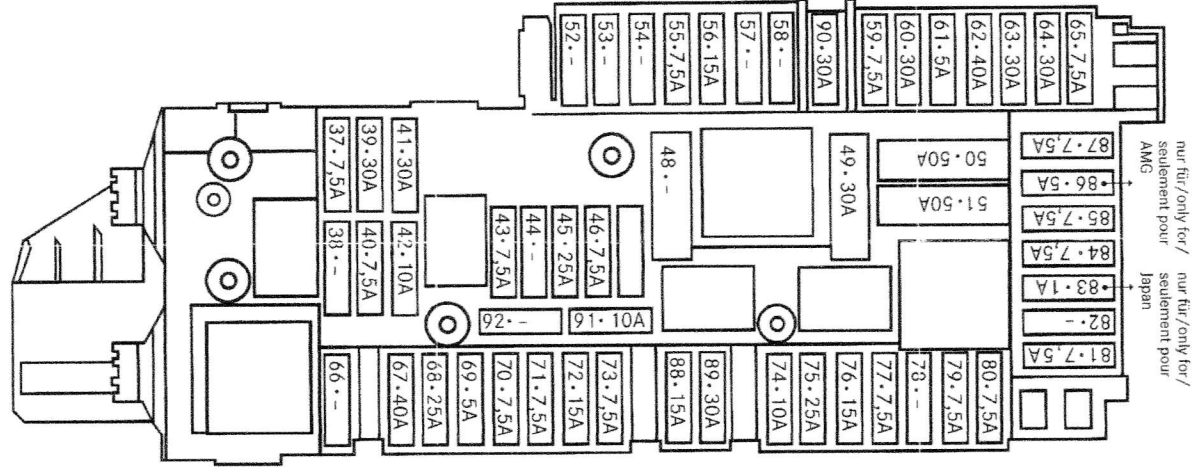 52·-
53·-
54·-
55·7,5A
56·15A
57·-
58·-
90·30A
59·7,5A
60·30A
61·5A
62·40A
63·30A
64·30A
65·7,5A
37·7,5A
39·30A
41·30A
38·-
40·7,5A
42·10A
43·7,5A
44·-
45·25A
46·7,5A
48·-
49·30A
50·50A
51·50A
92·-
91·10A
87·7,5A
86·5A
85·7,5A
84·7,5A
83·1A
82·-
81·7,5A
nur für/only for/
seulement pour
AMG
nur für/only for/
seulement pour
Japan
66·-
67·40A
68·25A
69·5A
70·7,5A
71·7,5A
72·15A
73·7,5A
88·15A
89·30A
74·10A
75·25A
76·15A
77·7,5A
78·-
79·7,5A
80·7,5A